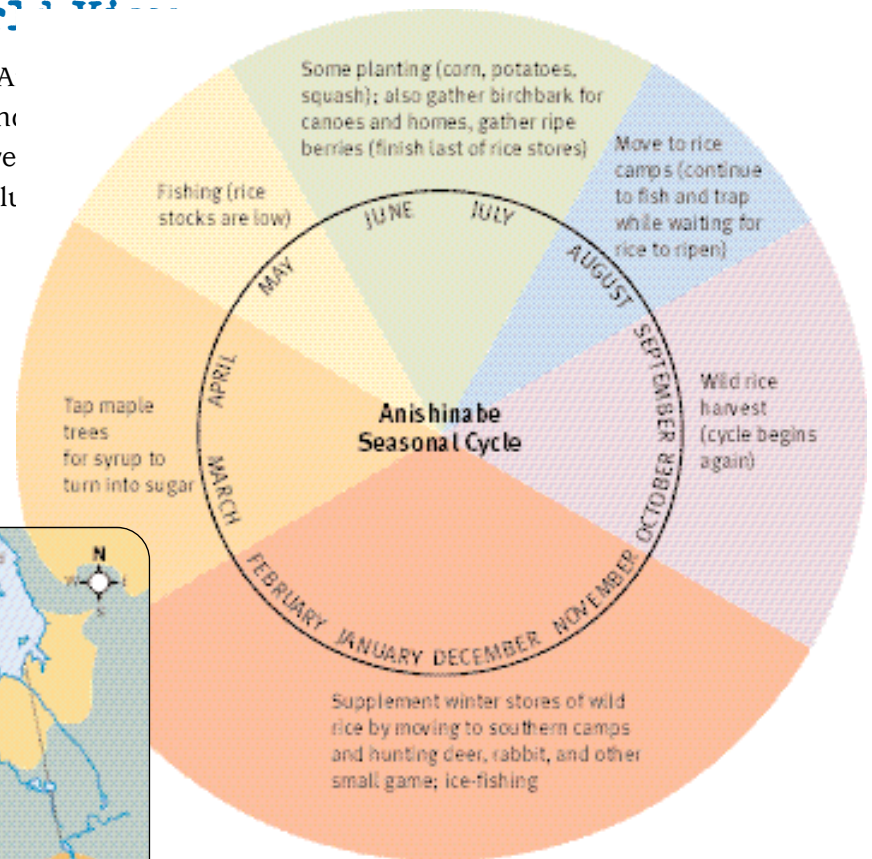 Some planting (corn, potatoes,
squash); also gather birchbark for
canoes and homes, gather ripe
berries (finish last of rice stores)
Move to rice
camps (continue
to fish and trap
while waiting for
rice to ripen)
Fishing (rice
stocks are low)
JUNE
JULY
MAY
AUGUST
APRIL
SEPTEMBER
Wild rice
harvest
(cycle begins
again)
Tap maple
trees
for syrup to
turn into sugar
Anishinabe
Seasonal Cycle
MARCH
OCTOBER
FEBRUARY
NOVEMBER
JANUARY
DECEMBER
N
W
E
S
Supplement winter stores of wild
rice by moving to southern camps
and hunting deer, rabbit, and other
small game; ice-fishing